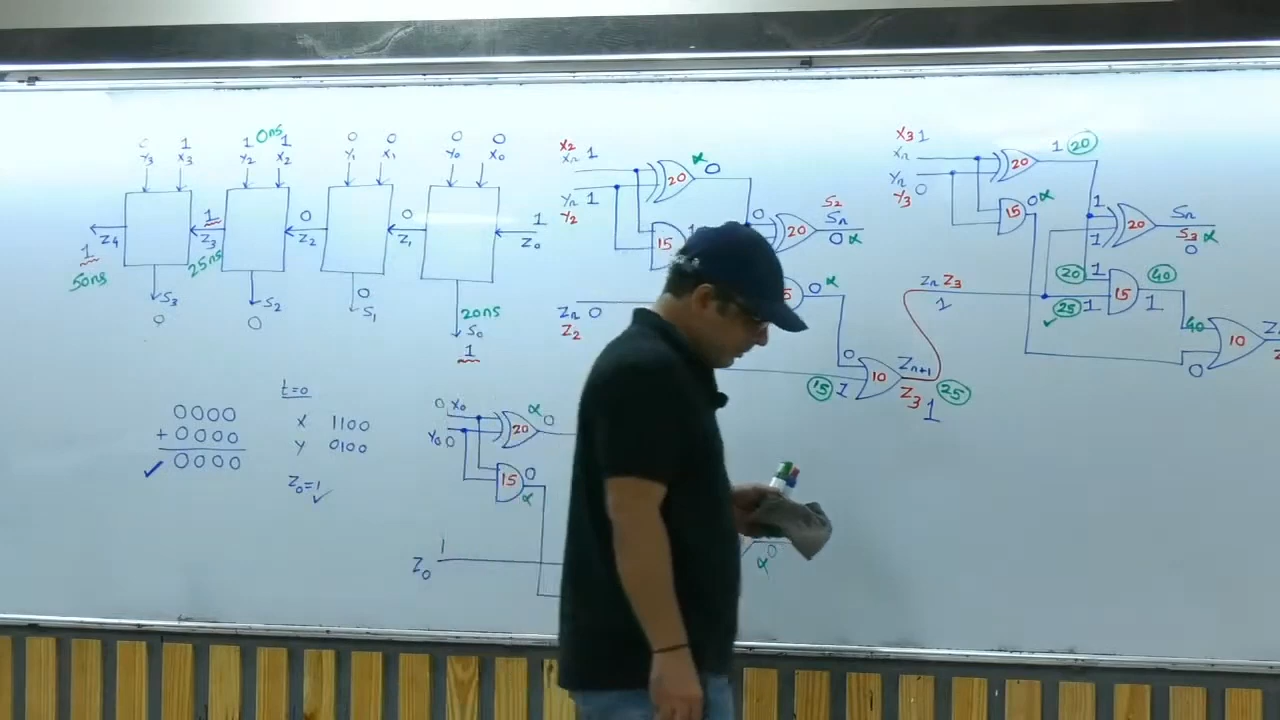 Y3 1 X3
1 Y2 0ns 1 X2
0 Y1 0 X1
0 Y0 0 X0
1 Z4 50ns
1 Z3 25ns
0 Z2
0 Z1
1 Z0
S3 0
S2 0
0 S1
20ns S0 1
0000
+ 0000
0000
t=0
X 1100
Y 0100
Z0=1
X2 Xn 1
Yn 1 Y2
20 α 0
15
0 20
S2 Sn 0 α
Zn 0 Z2
0 α
0
15 1
10
Zn+1 Z3 1 25
0 X0
Y0 0
20 α 0
15 0 α
1 Z0
α 0
X3 1 Xn
Yn 0 Y3
20 1 20
15 0 α
1 1 20
Sn S3 α 0
Zn Z3 1
20 1
25 1
15 40 1
40 10
0